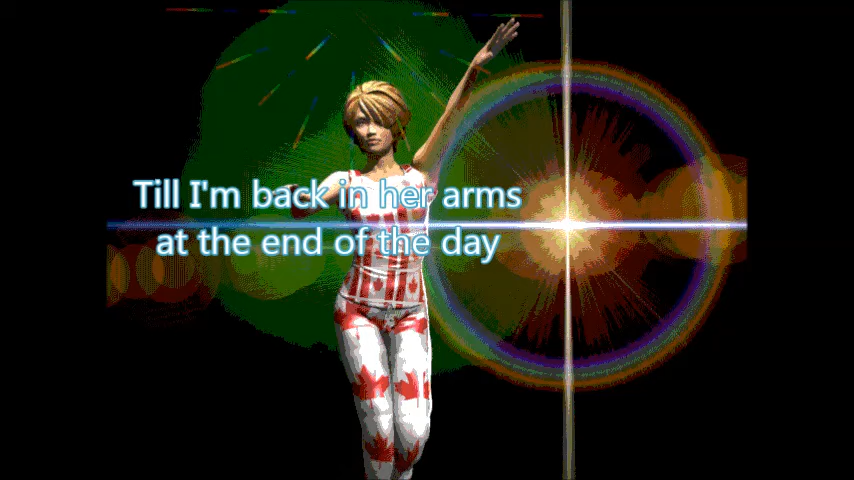 Till I'm back in her arms
at the end of the day